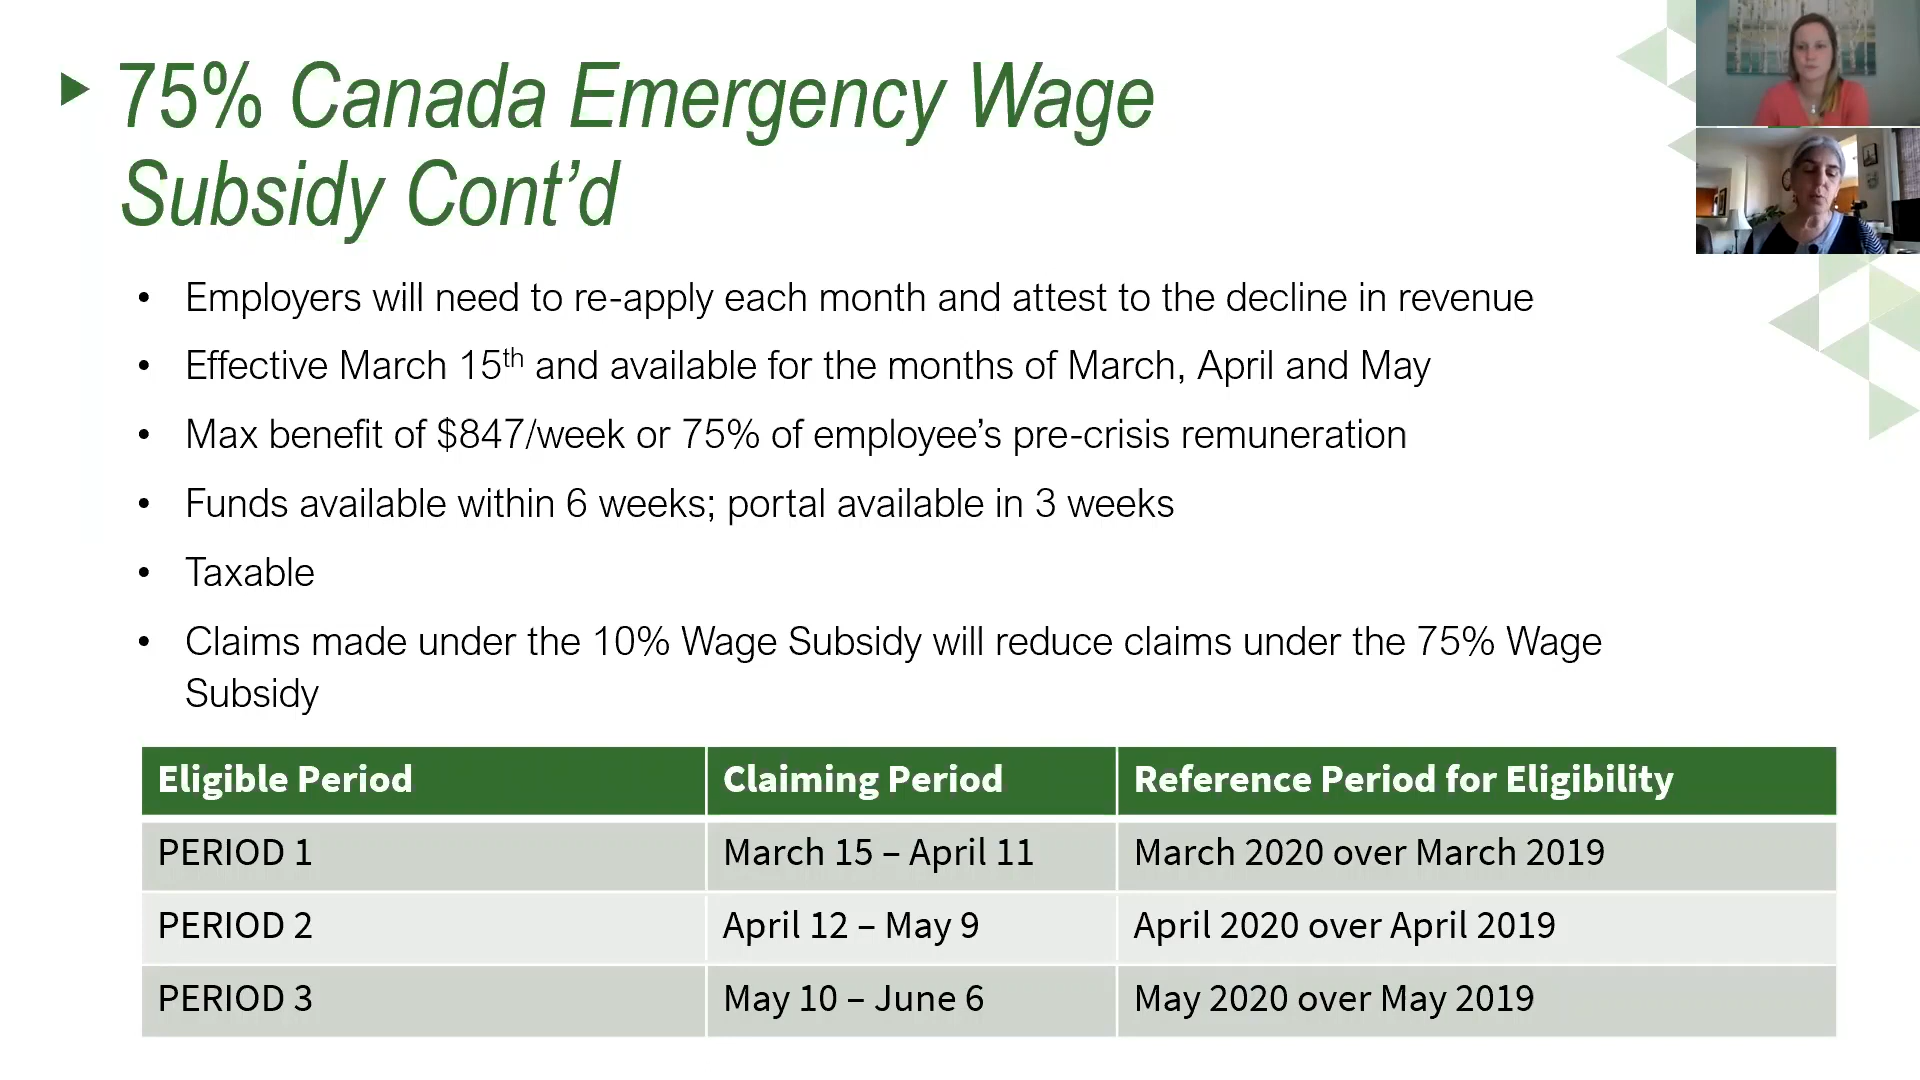 75% Canada Emergency Wage
Subsidy Cont’d
• Employers will need to re-apply each month and attest to the decline in revenue
• Effective March 15th and available for the months of March, April and May
• Max benefit of $847/week or 75% of employee’s pre-crisis remuneration
• Funds available within 6 weeks; portal available in 3 weeks
• Taxable
• Claims made under the 10% Wage Subsidy will reduce claims under the 75% Wage
Subsidy
Eligible Period Claiming Period Reference Period for Eligibility
PERIOD 1 March 15 – April 11 March 2020 over March 2019
PERIOD 2 April 12 – May 9 April 2020 over April 2019
PERIOD 3 May 10 – June 6 May 2020 over May 2019